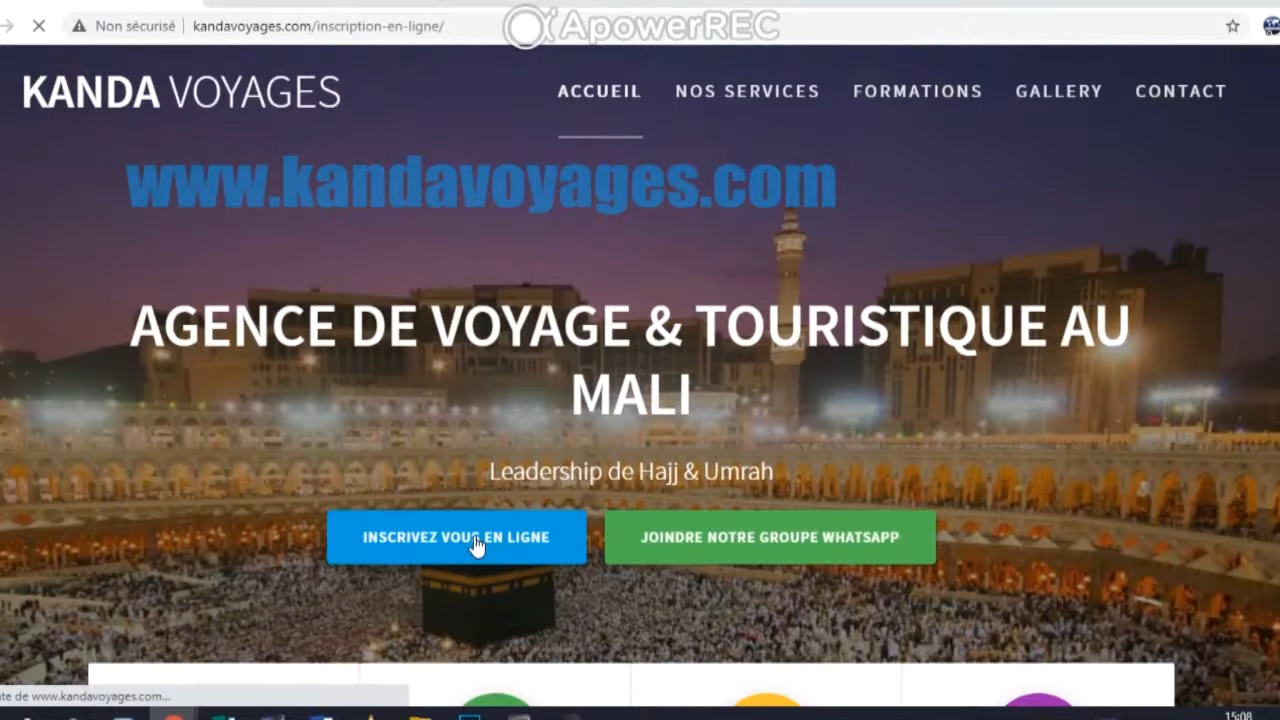 Non sécurisé | kandavoyages.com/inscription-en-ligne/
ApowerREC
KANDA VOYAGES
ACCUEIL
NOS SERVICES
FORMATIONS
GALLERY
CONTACT
www.kandavoyages.com
AGENCE DE VOYAGE & TOURISTIQUE AU
MALI
Leadership de Hajj & Umrah
INSCRIVEZ VOUS EN LIGNE
JOINDRE NOTRE GROUPE WHATSAPP
de www.kandavoyages.com...
15:08